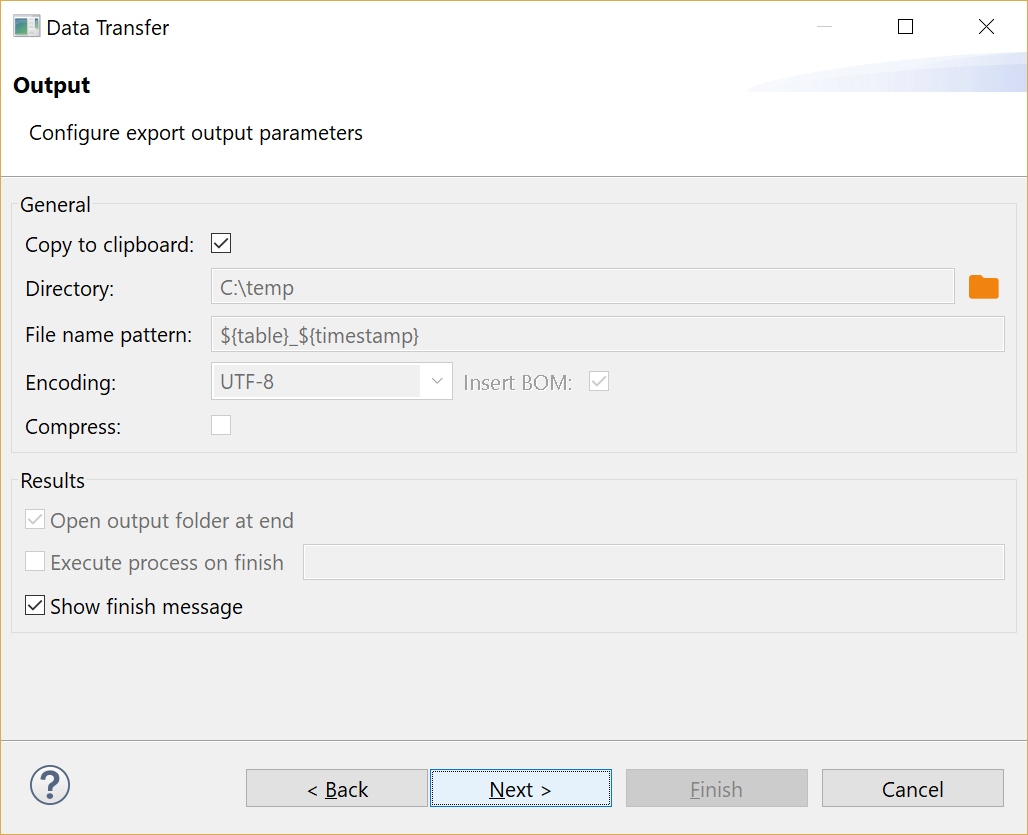 Data Transfer
Output
Configure export output parameters
General
Copy to clipboard:
Directory: C:\temp
File name pattern: ${table}_${timestamp}
Encoding: UTF-8 Insert BOM:
Compress:
Results
Open output folder at end
Execute process on finish
Show finish message
? < Back Next > Finish Cancel